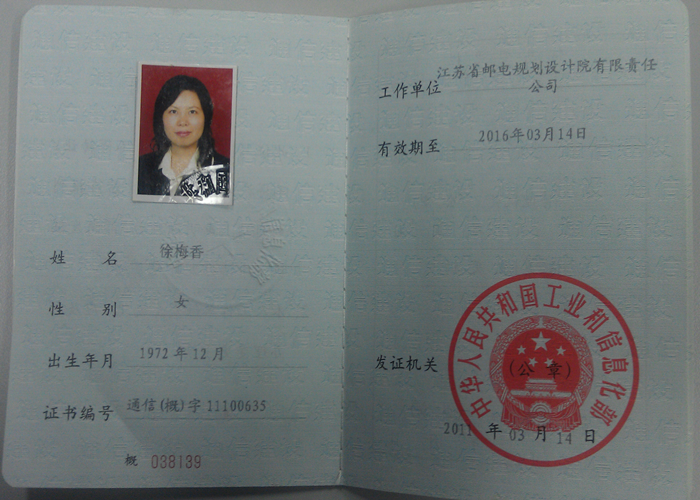 共和国
姓 名 徐梅香
性 别 女
出生年月 1972 年 12 月
证书编号 通信(概)字 11100635
概 038139
工作单位 江苏省邮电规划设计院有限责任
公司
有效期至 2016年03月14日
中华人民共和国工业和信息化部
发证机关 (公 章)
2011 年 03 月 14 日